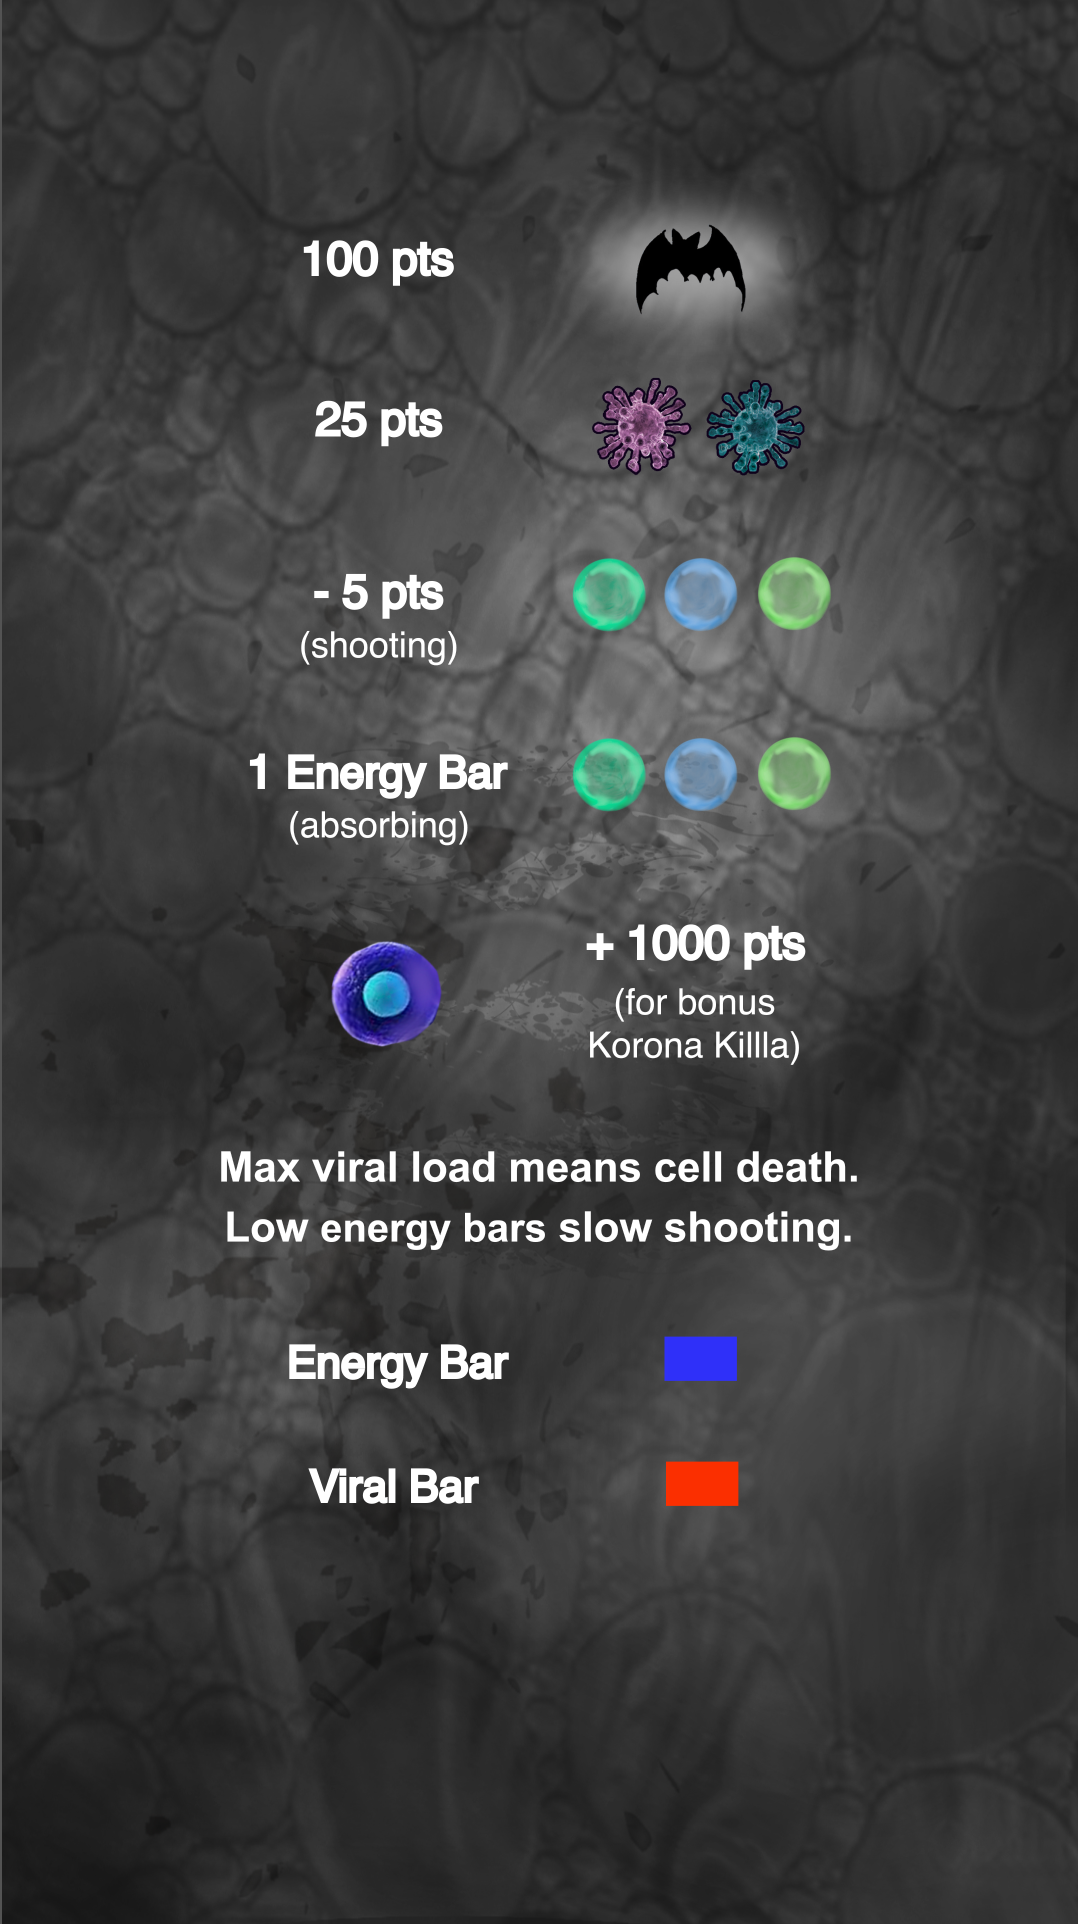 100 pts
25 pts
- 5 pts
(shooting)
1 Energy Bar
(absorbing)
+ 1000 pts
(for bonus
Korona Killla)
Max viral load means cell death.
Low energy bars slow shooting.
Energy Bar
Viral Bar